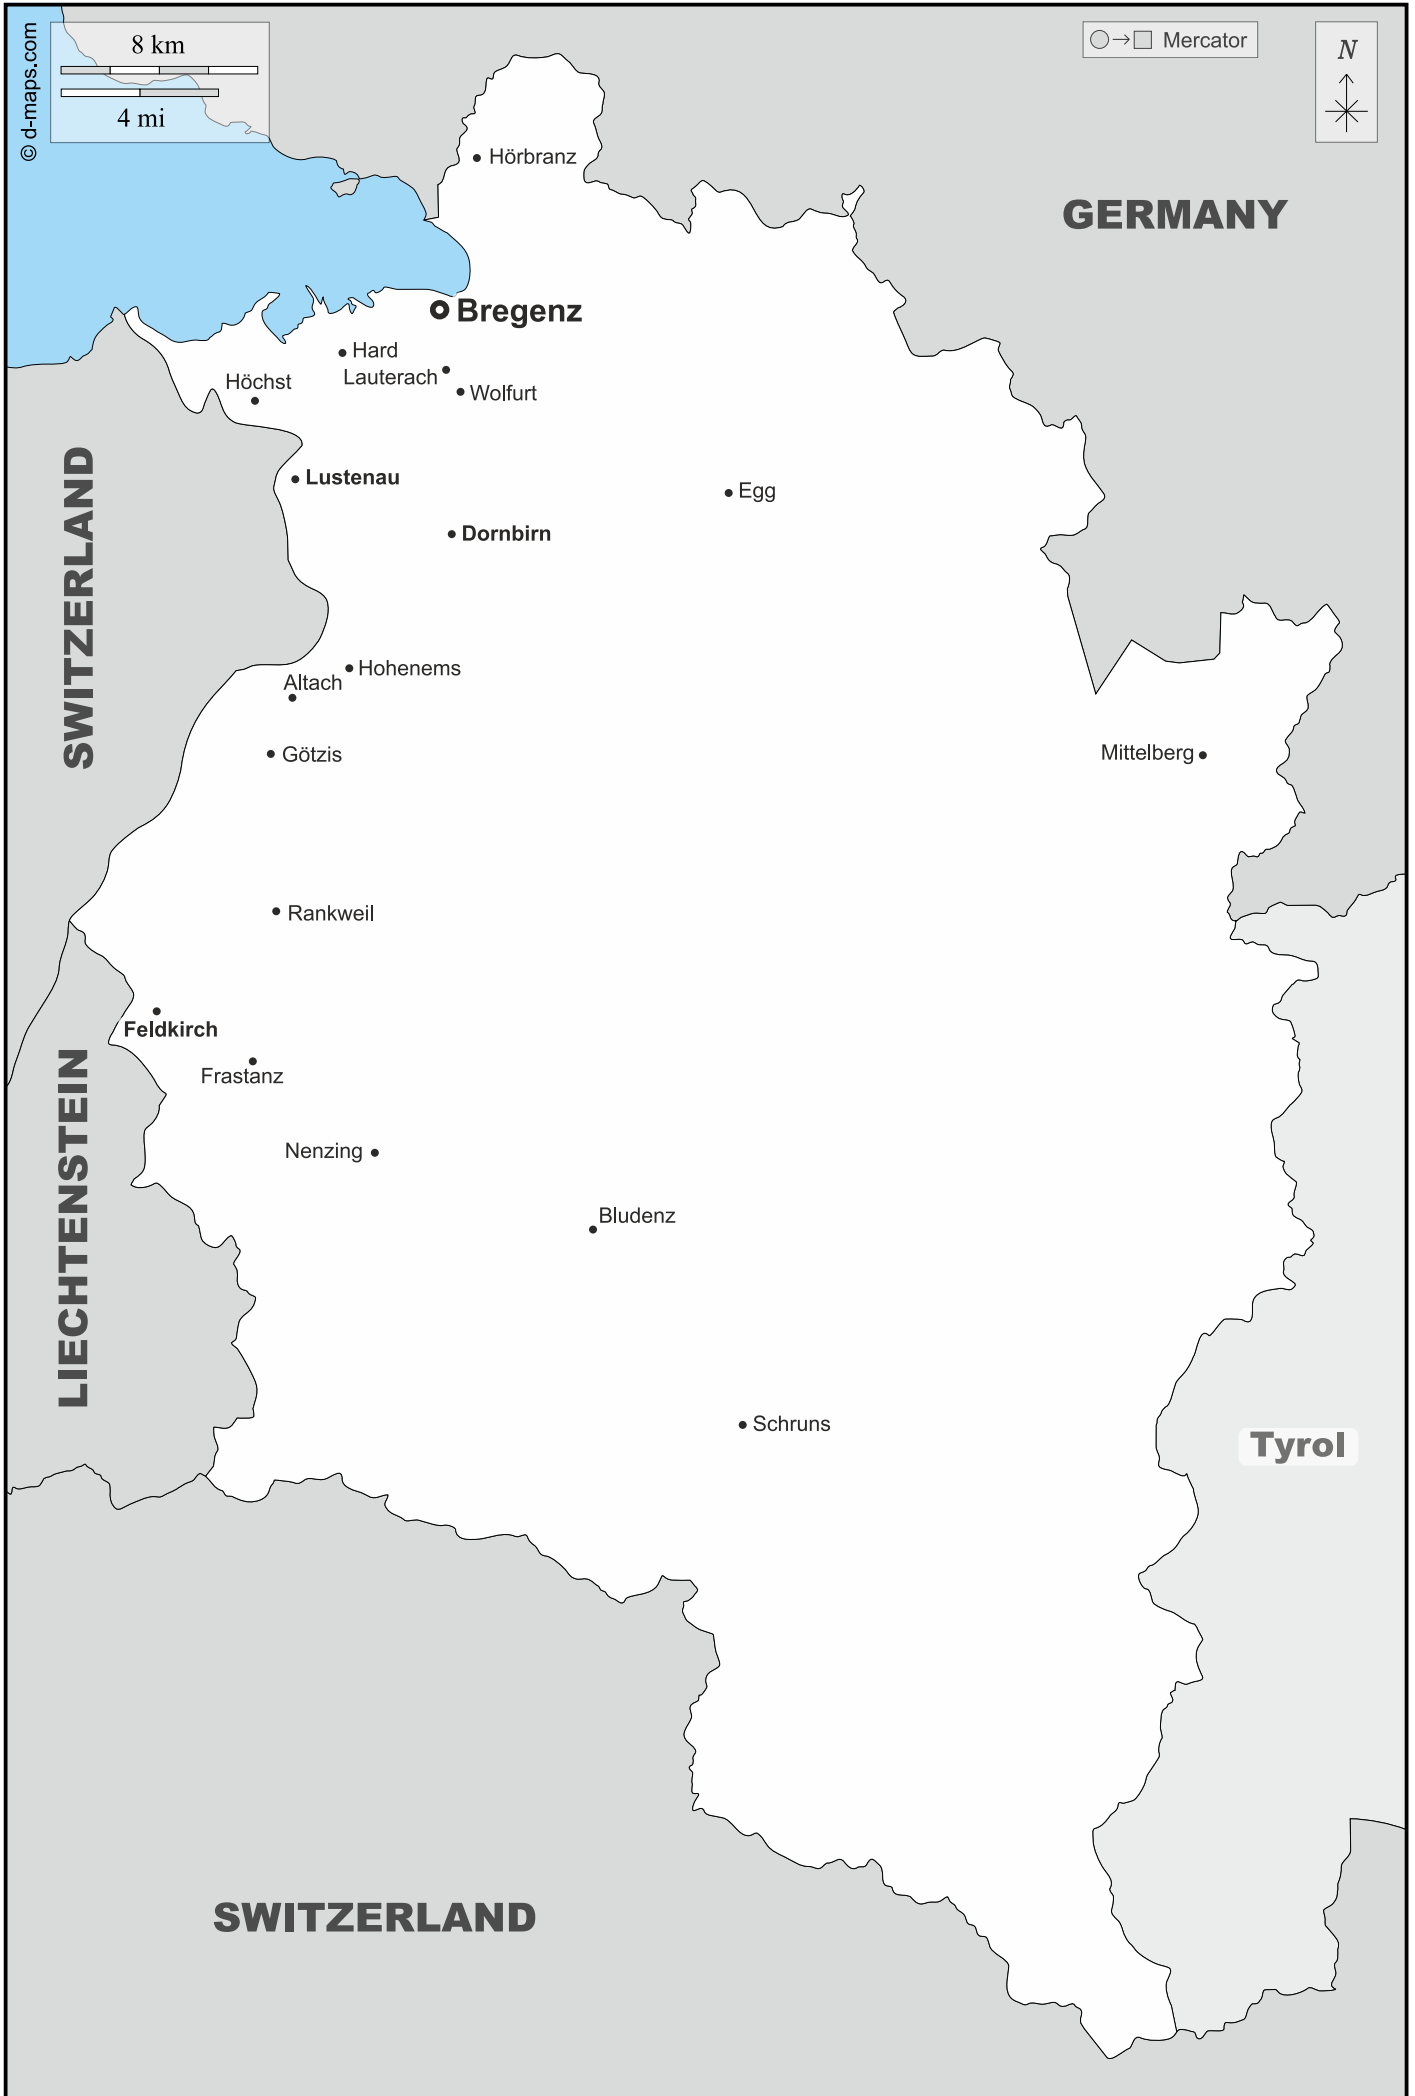 © d-maps.com
8 km
4 mi
Mercator
N
Hörbranz
GERMANY
Bregenz
Hard
Lauterach
Höchst
Wolfurt
SWITZERLAND
Lustenau
Egg
Dornbirn
Hohenems
Altach
Götzis
Mittelberg
Rankweil
Feldkirch
LIECHTENSTEIN
Frastanz
Nenzing
Bludenz
Schruns
Tyrol
SWITZERLAND